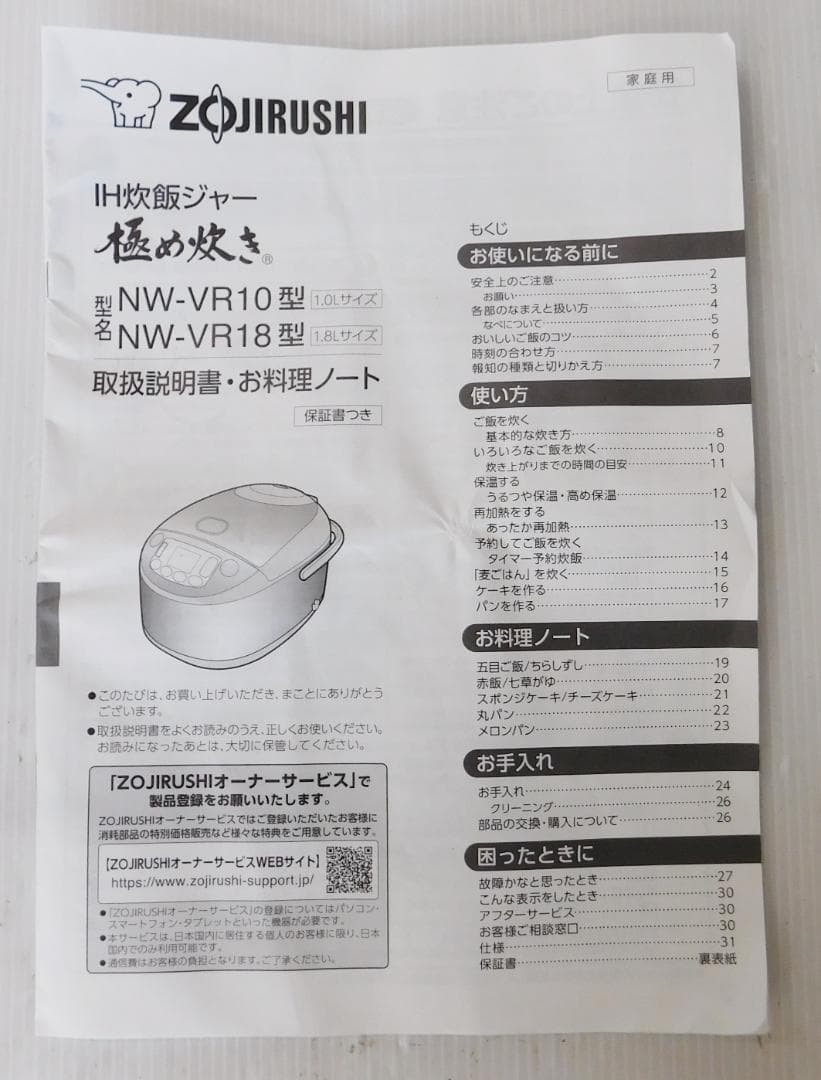 家庭用
ZOJIRUSHI
IH炊飯ジャー
極め炊き®
型名 NW-VR10型 1.0Lサイズ
NW-VR18型 1.8Lサイズ
取扱説明書・お料理ノート
保証書つき
●このたびは、お買い上げいただき、まことにありがとう
ございます。
●取扱説明書をよくお読みのうえ、正しくお使いください。
お読みになったあとは、大切に保管してください。
「ZOJIRUSHIオーナーサービス」で
製品登録をお願いいたします。
ZOJIRUSHIオーナーサービスではご登録いただいたお客様に
消耗部品の特別価格販売など様々な特典をご用意しています。
【ZOJIRUSHIオーナーサービスWEBサイト】
https://www.zojirushi-support.jp/
●「ZOJIRUSHIオーナーサービス」の登録についてはパソコン・
スマートフォン・タブレットといった機器が必要です。
●本サービスは、日本国内に居住する個人のお客様に限り、日本
国内でのみ利用可能です。
●通信費はお客様の負担となります。ご了承ください。
もくじ
お使いになる前に
安全上のご注意……2
お願い……3
各部のなまえと扱い方……4
なべについて……5
おいしいご飯のコツ……6
時刻の合わせ方……7
報知の種類と切りかえ方……7
使い方
ご飯を炊く
基本的な炊き方……8
いろいろなご飯を炊く……10
炊き上がりまでの時間の目安……11
保温する
うるつや保温・高め保温……12
再加熱をする
あったか再加熱……13
予約してご飯を炊く
タイマー予約炊飯……14
「麦ごはん」を炊く……15
ケーキを作る……16
パンを作る……17
お料理ノート
五目ご飯/ちらしずし……19
赤飯/七草がゆ……20
スポンジケーキ/チーズケーキ……21
丸パン……22
メロンパン……23
お手入れ
お手入れ……24
クリーニング……26
部品の交換・購入について……26
困ったときに
故障かなと思ったとき……27
こんな表示をしたとき……30
アフターサービス……30
お客様ご相談窓口……30
仕様……31
保証書……裏表紙